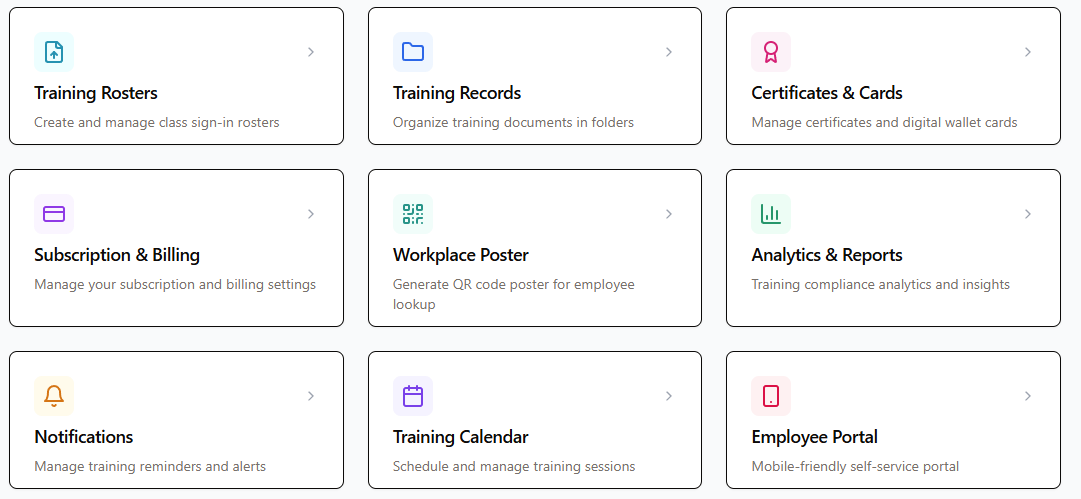 Training Rosters
Create and manage class sign-in rosters
Training Records
Organize training documents in folders
Certificates & Cards
Manage certificates and digital wallet cards
Subscription & Billing
Manage your subscription and billing settings
Workplace Poster
Generate QR code poster for employee
lookup
Analytics & Reports
Training compliance analytics and insights
Notifications
Manage training reminders and alerts
Training Calendar
Schedule and manage training sessions
Employee Portal
Mobile-friendly self-service portal